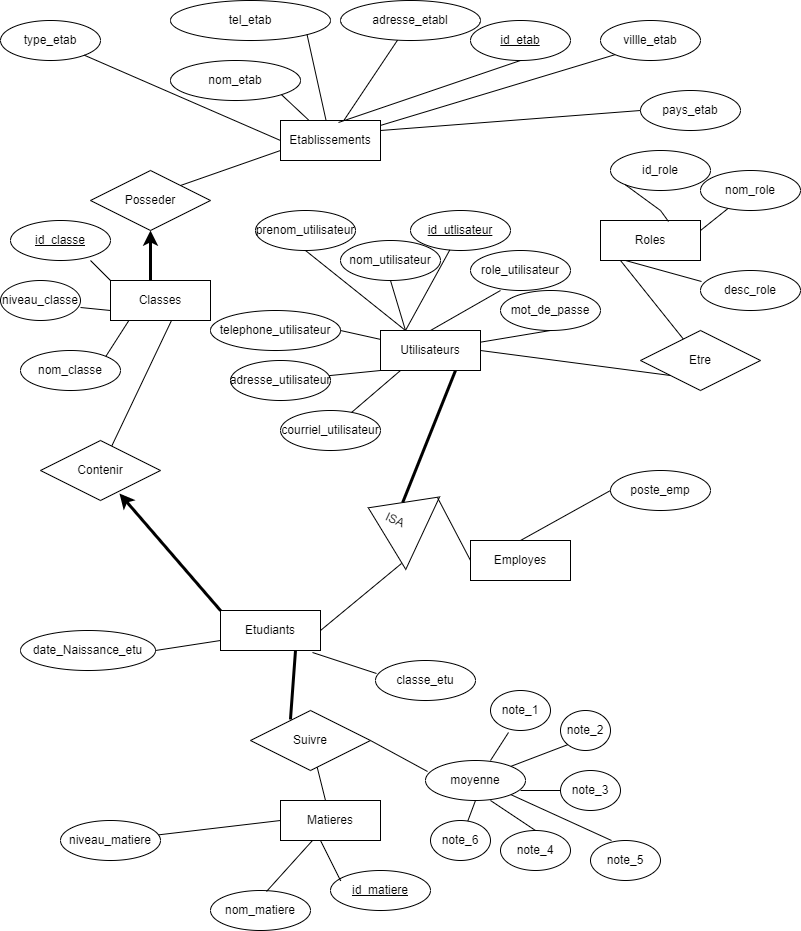 tel_etab
adresse_etabl
type_etab
id_etab
villle_etab
nom_etab
pays_etab
Etablissements
id_role
nom_role
Posseder
prenom_utilisateur
id_utlisateur
id_classe
Roles
nom_utilisateur
role_utilisateur
niveau_classe
Classes
desc_role
mot_de_passe
telephone_utilisateur
Utilisateurs
Etre
nom_classe
adresse_utilisateur
courriel_utilisateur
Contenir
poste_emp
ISA
Employes
Etudiants
date_Naissance_etu
classe_etu
note_1
note_2
Suivre
moyenne
note_3
Matieres
niveau_matiere
note_6
note_4
note_5
id_matiere
nom_matiere